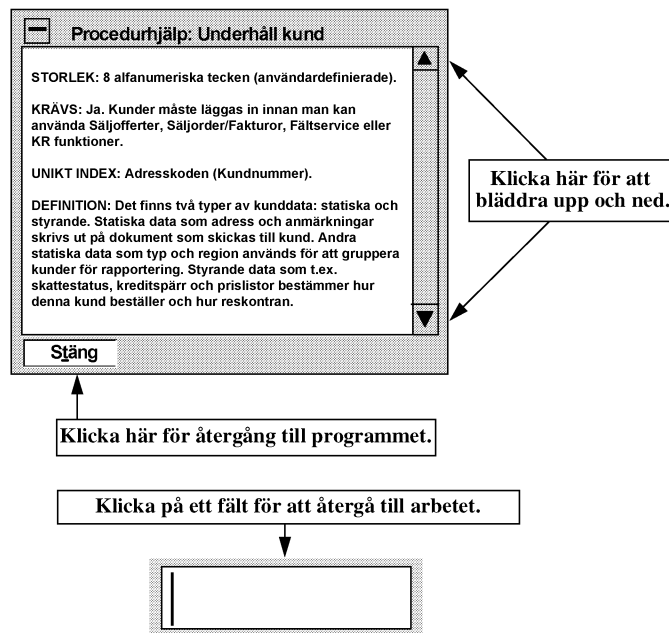 Procedurhjälp: Underhåll kund
STORLEK: 8 alfanumeriska tecken (användardefinierade).
KRÄVS: Ja. Kunder måste läggas in innan man kan
använda Säljofferter, Säljorder/Fakturor, Fältservice eller
KR funktioner.
UNIKT INDEX: Adresskoden (Kundnummer).
DEFINITION: Det finns två typer av kunddata: statiska och
styrande. Statiska data som adress och anmärkningar
skrivs ut på dokument som skickas till kund. Andra
statiska data som typ och region används för att gruppera
kunder för rapportering. Styrande data som t.ex.
skattestatus, kreditspärr och prislistor bestämmer hur
denna kund beställer och hur reskontran.
Stäng
Klicka här för att
bläddra upp och ned.
Klicka här för återgång till programmet.
Klicka på ett fält för att återgå till arbetet.